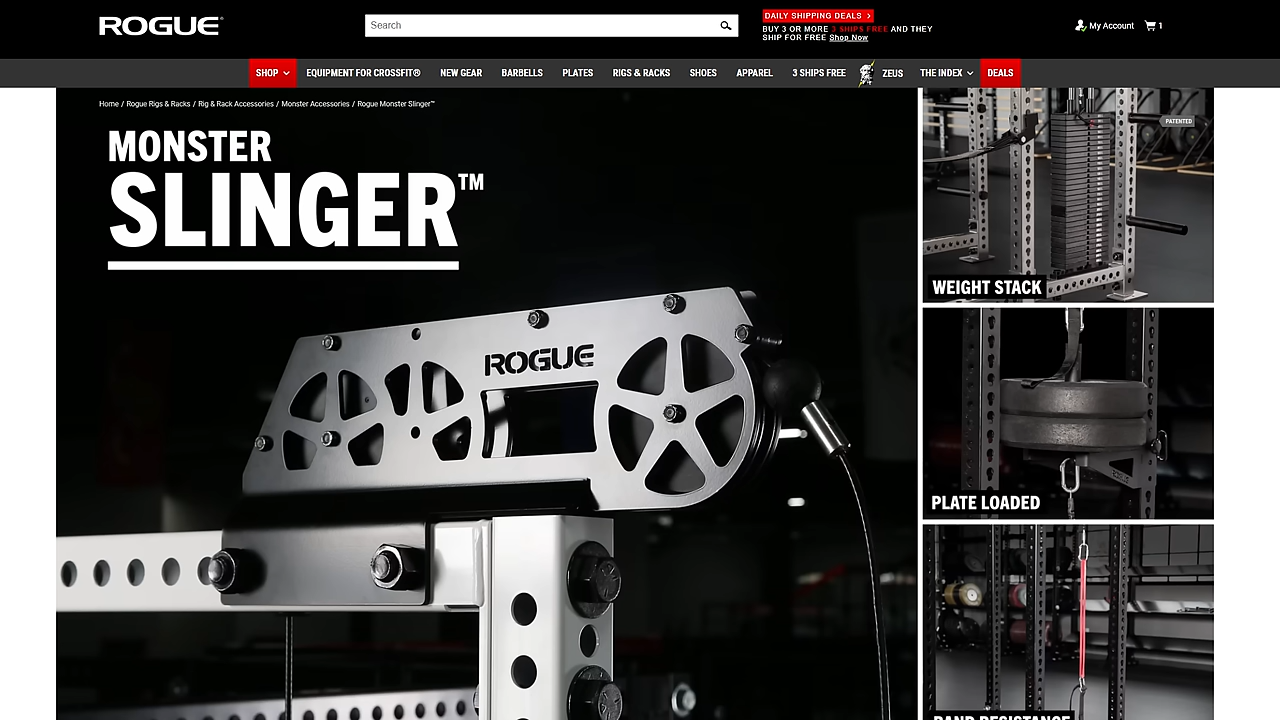 ROGUE®
Search
DAILY SHIPPING DEALS
BUY 3 OR MORE 3 SHIPS FREE AND THEY
SHIP FOR FREE Shop Now
My Account
1
SHOP
EQUIPMENT FOR CROSSFIT®
NEW GEAR
BARBELLS
PLATES
RIGS & RACKS
SHOES
APPAREL
3 SHIPS FREE
ZEUS
THE INDEX
DEALS
Home / Rogue Rigs & Racks / Rig & Rack Accessories / Monster Accessories / Rogue Monster Slinger™
MONSTER
SLINGER™
ROGUE
PATENTED
WEIGHT STACK
ROGUE
PLATE LOADED
BAND RESISTANCE